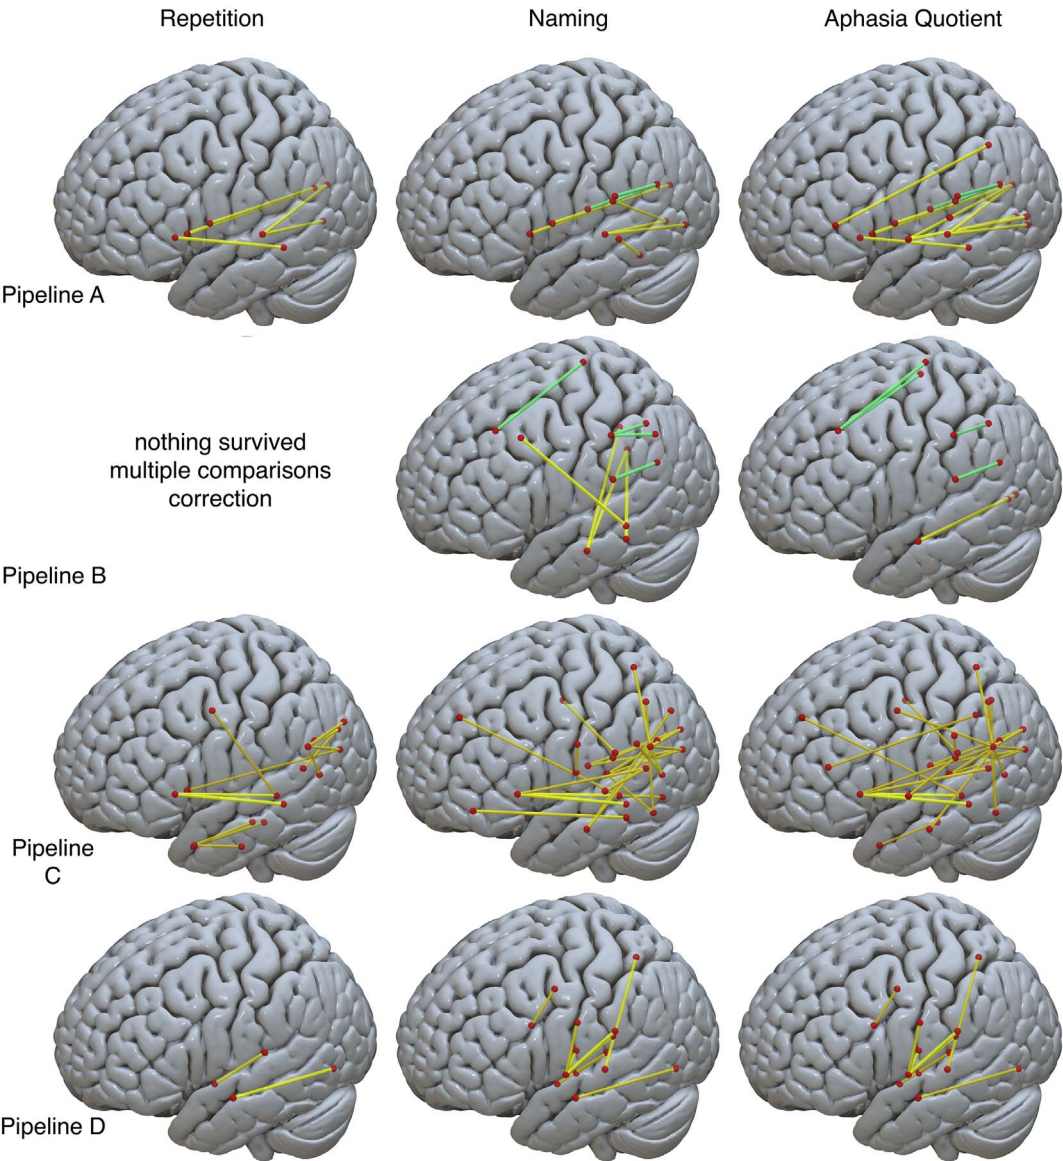 Repetition
Naming
Aphasia Quotient
Pipeline A
nothing survived
multiple comparisons
correction
Pipeline B
Pipeline
C
Pipeline D